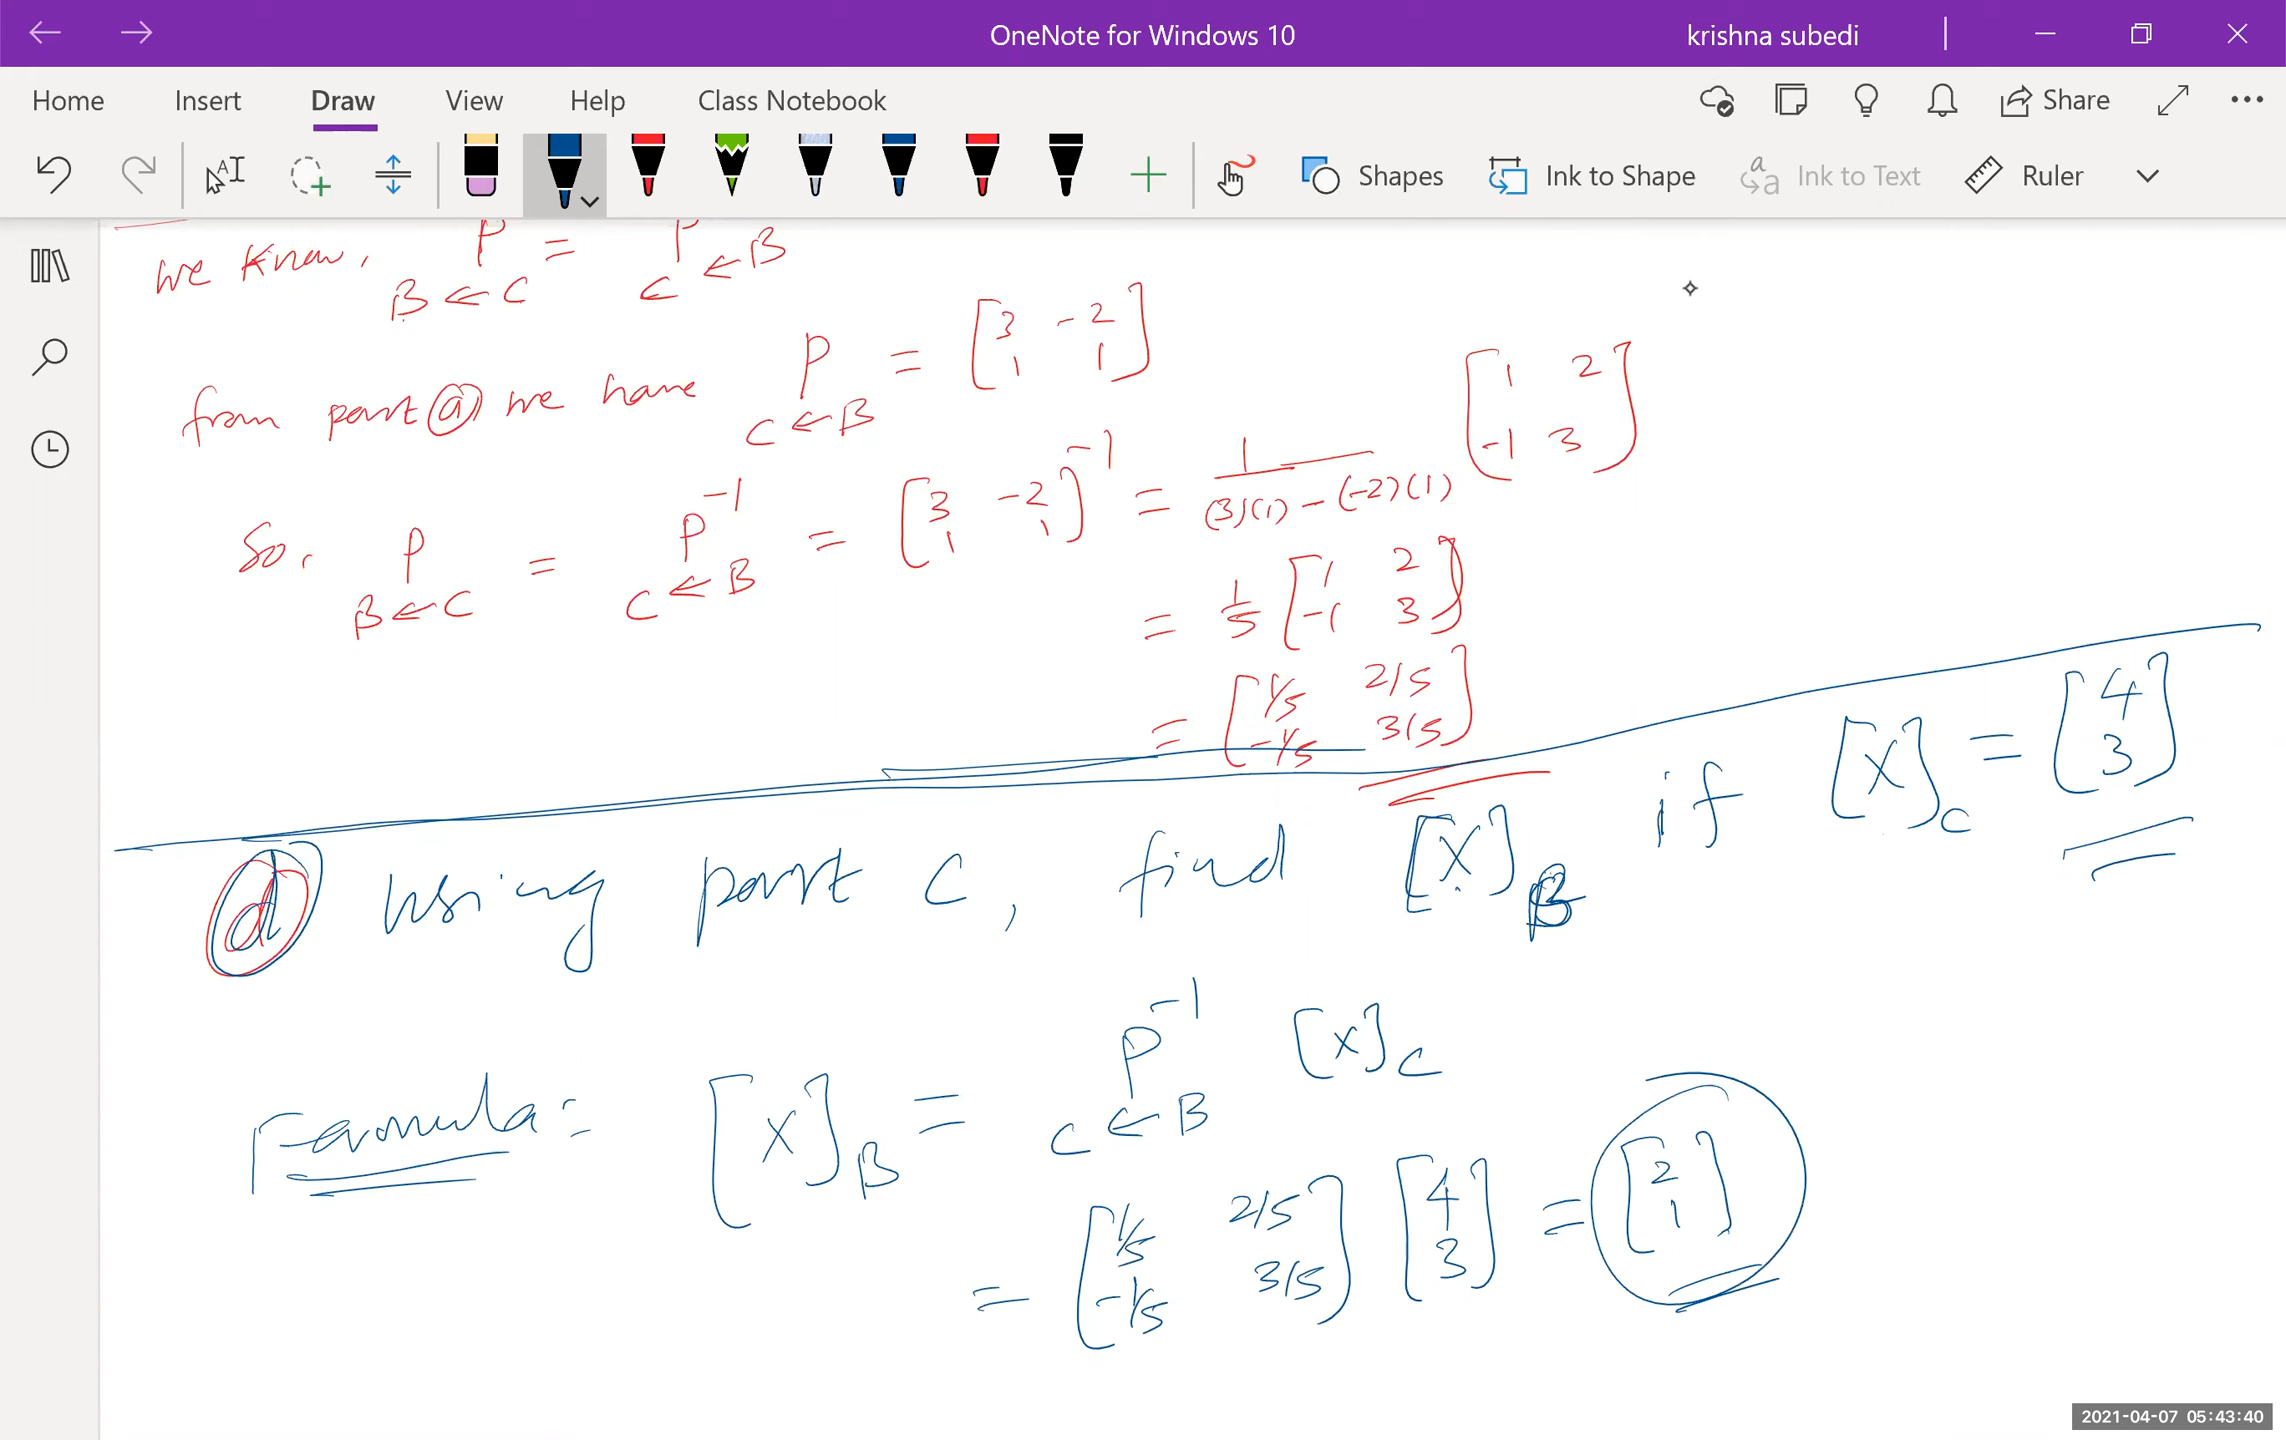 OneNote for Windows 10 krishna subedi
Home Insert Draw View Help Class Notebook Share
Shapes Ink to Shape Ink to Text Ruler
We know, P B←C = P C←B
from part ⓐ we have P C←B = [3 -2; 1 1]
[1 2; -1 3]
So, P B←C = P⁻¹ C←B = [3 -2; 1 1]⁻¹ = 1/((3)(1) - (-2)(1))
= 1/5 [1 2; -1 3]
= [1/5 2/5; -1/5 3/5]
ⓓ Using part C, find [x]B if [x]C = [4; 3]
Formula: [x]B = P⁻¹ C←B [x]C
= [1/5 2/5; -1/5 3/5] [4; 3] = [2; 1]
2021-04-07 05:43:40